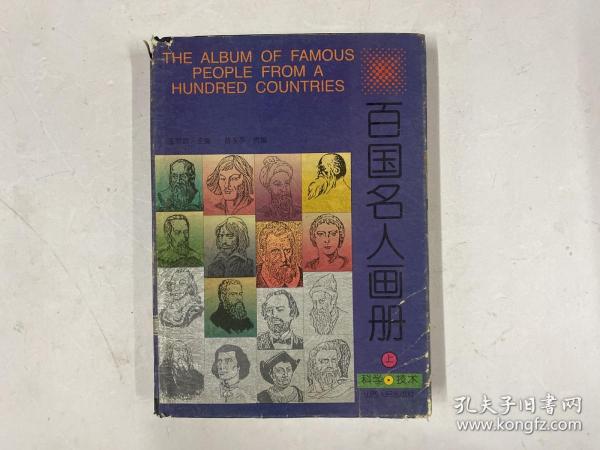 THE ALBUM OF FAMOUS
PEOPLE FROM A
HUNDRED COUNTRIES
百国名人画册
上
科学 技术
孔夫子旧书网
www.kongfz.com